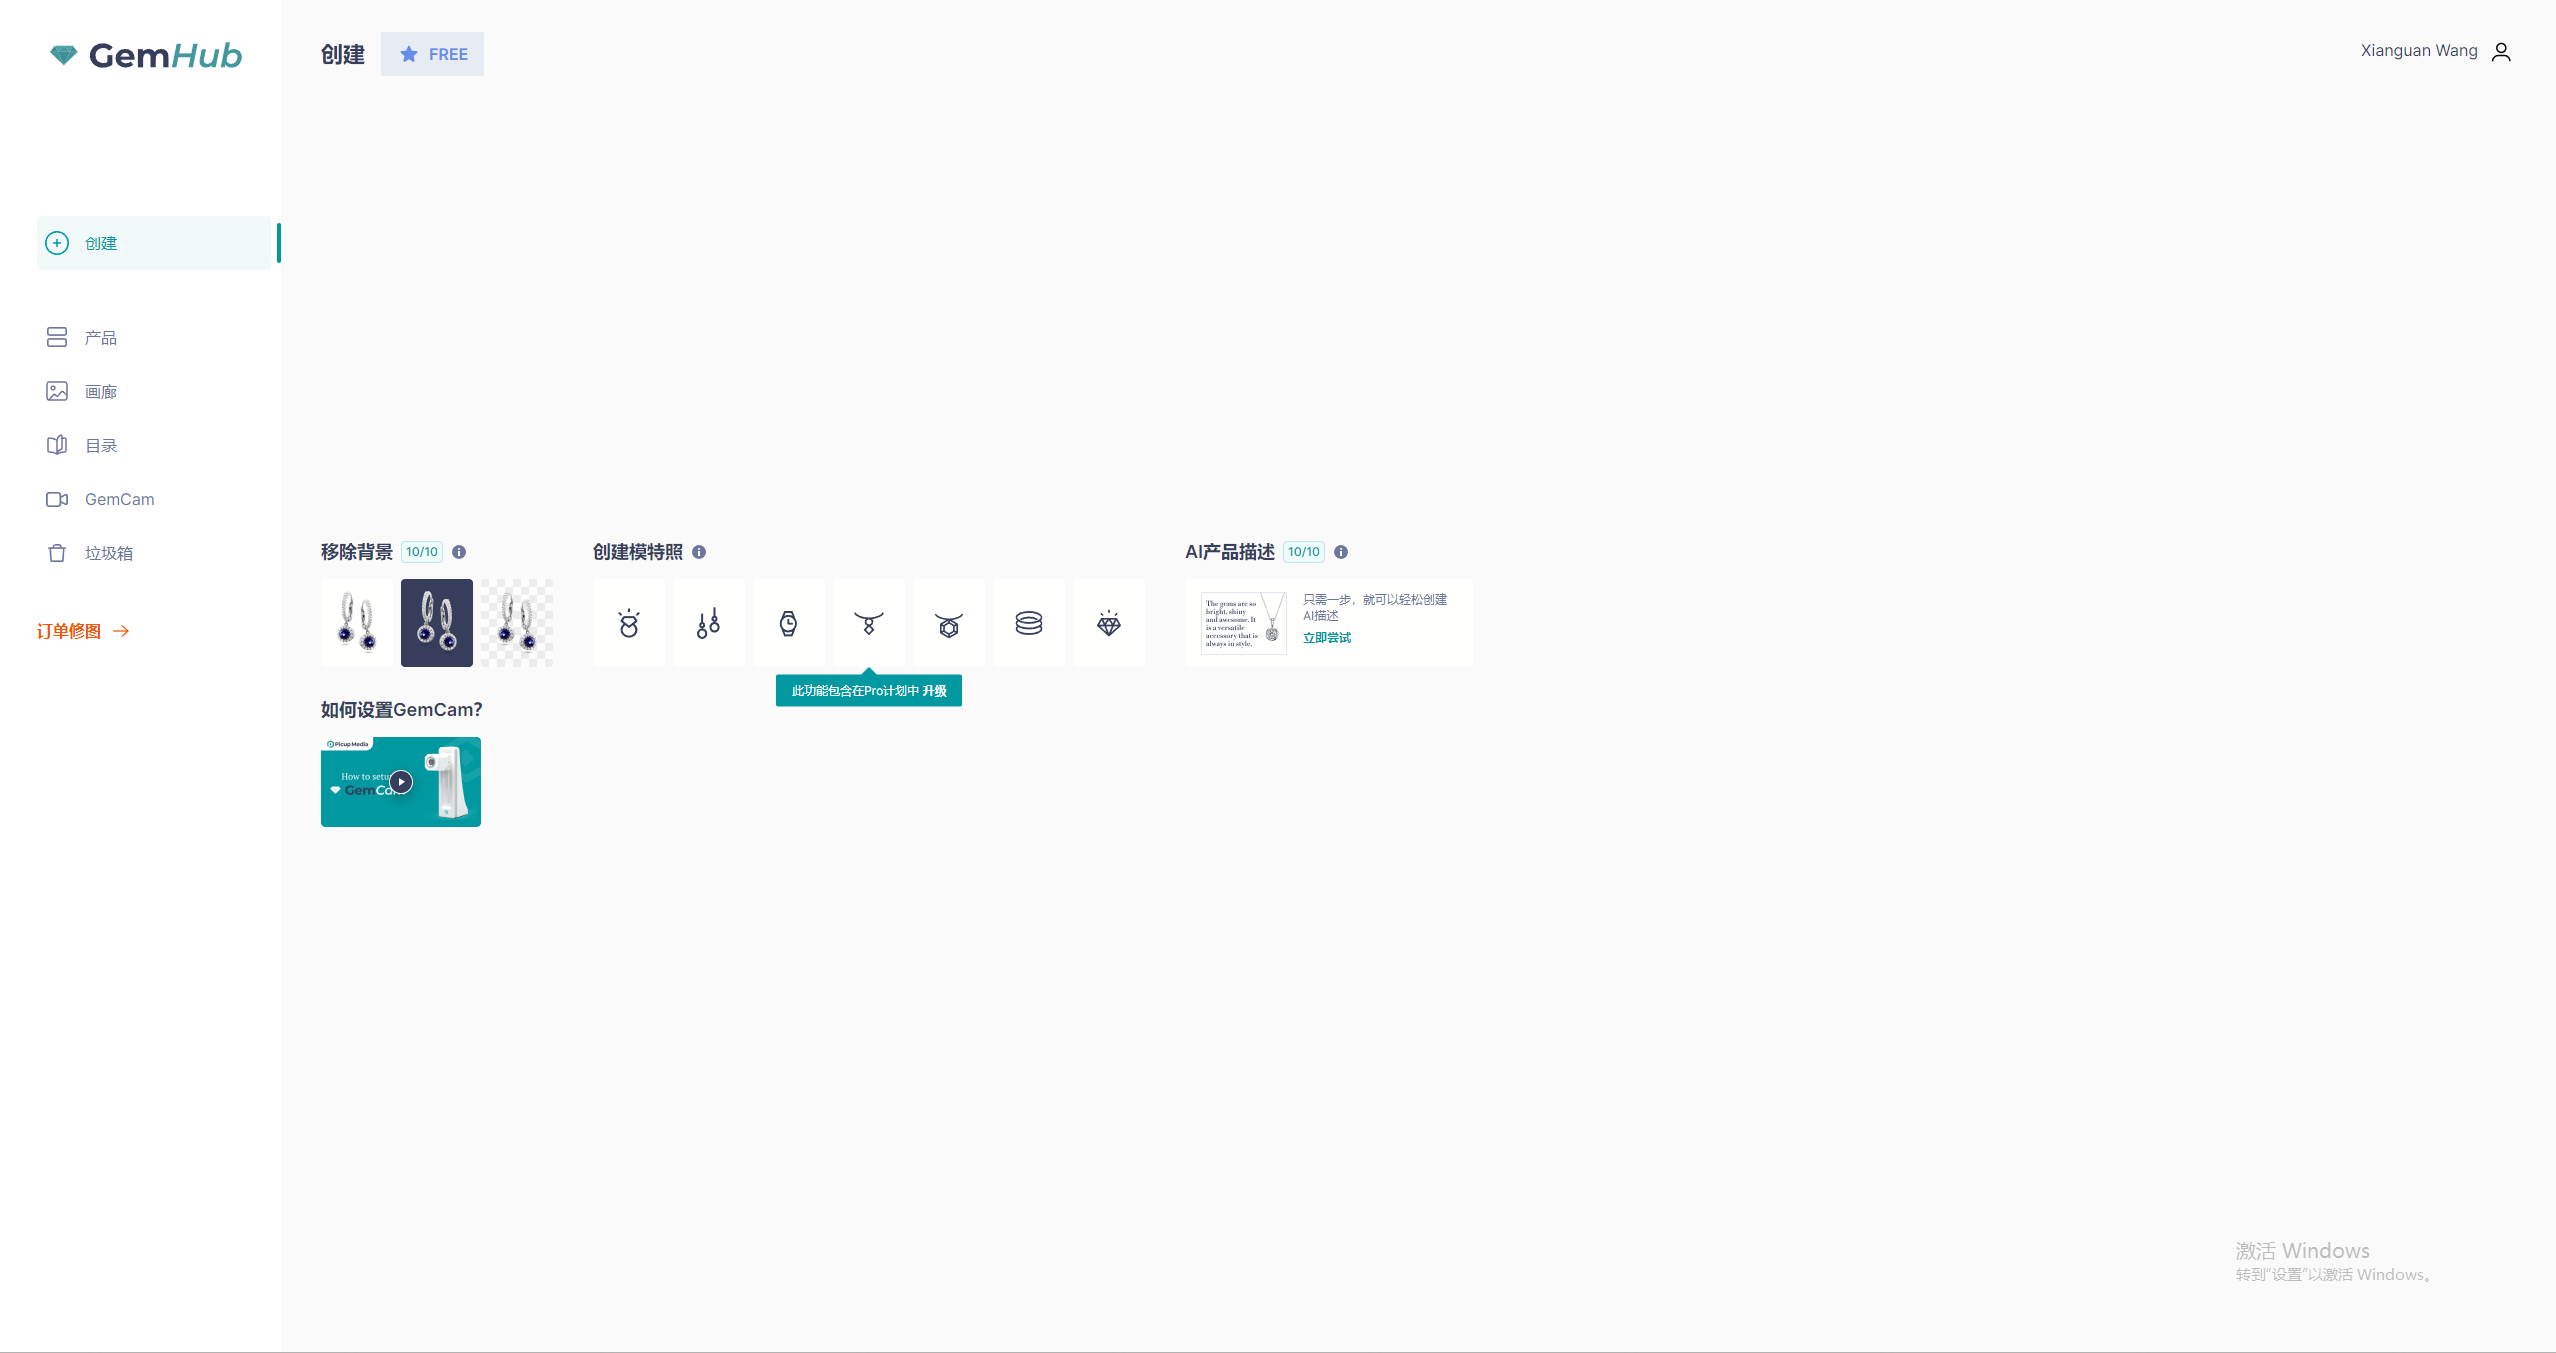 GemHub
创建
FREE
Xianguan Wang
创建
产品
画廊
目录
GemCam
垃圾箱
订单修图
移除背景 10/10
创建模特照
此功能包含在Pro计划中 升级
AI产品描述 10/10
The gems are so
bright, shiny
and awesome. It
is a versatile
accessory that is
always in style.
只需一步，就可以轻松创建
AI描述
立即尝试
如何设置GemCam?
Picup Media
How to setu
GemCam
激活 Windows
转到"设置"以激活 Windows。